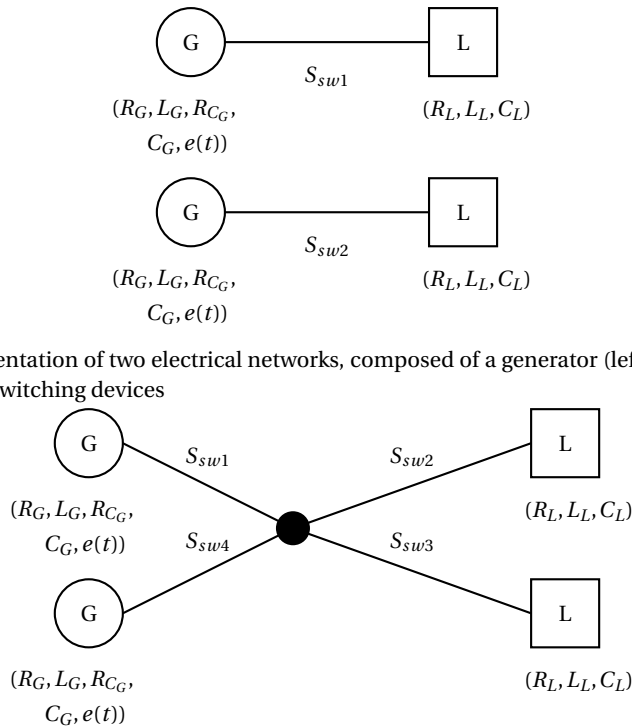 G
L
S_{sw1}
(R_G, L_G, R_{C_G},
C_G, e(t))
(R_L, L_L, C_L)
G
L
S_{sw2}
(R_G, L_G, R_{C_G},
C_G, e(t))
(R_L, L_L, C_L)
entation of two electrical networks, composed of a generator (lef
witching devices
G
L
S_{sw1}
S_{sw2}
(R_G, L_G, R_{C_G},
C_G, e(t))
(R_L, L_L, C_L)
S_{sw4}
S_{sw3}
G
L
(R_G, L_G, R_{C_G},
C_G, e(t))
(R_L, L_L, C_L)